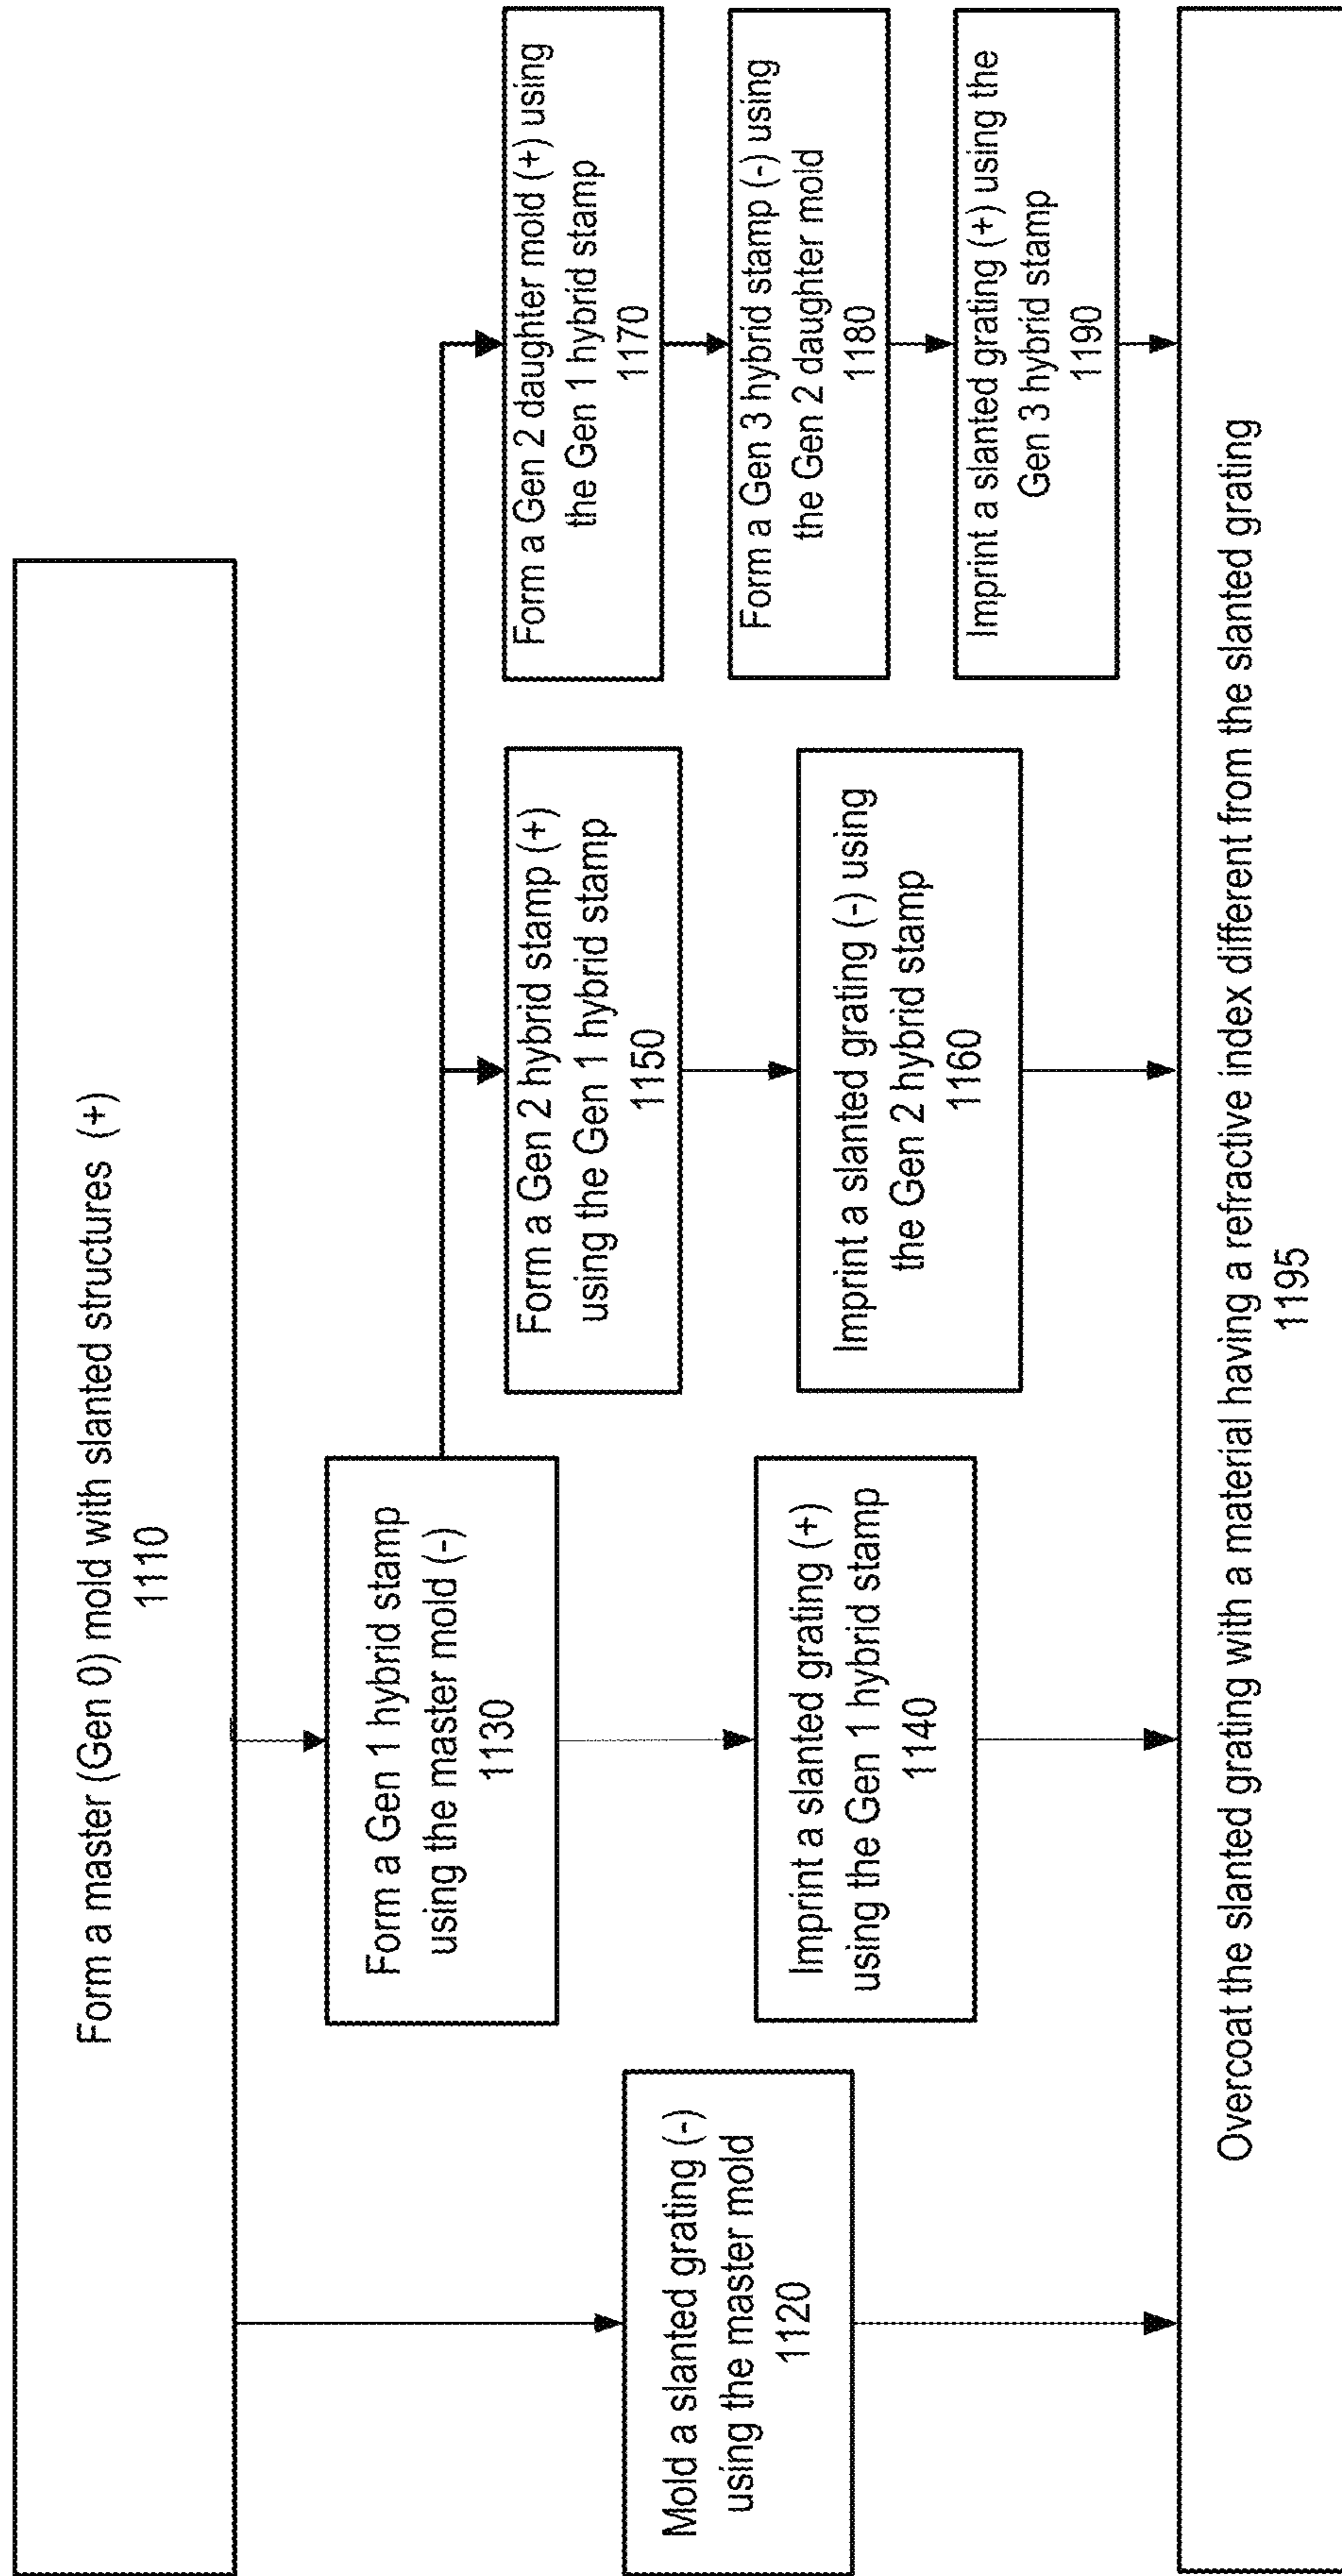 Form a master (Gen 0) mold with slanted structures (+)
1110
Mold a slanted grating (-)
using the master mold
1120
Form a Gen 1 hybrid stamp
using the master mold (-)
1130
Imprint a slanted grating (+)
using the Gen 1 hybrid stamp
1140
Form a Gen 2 hybrid stamp (+)
using the Gen 1 hybrid stamp
1150
Imprint a slanted grating (-) using
the Gen 2 hybrid stamp
1160
Form a Gen 2 daughter mold (+) using
the Gen 1 hybrid stamp
1170
Form a Gen 3 hybrid stamp (-) using
the Gen 2 daughter mold
1180
Imprint a slanted grating (+) using the
Gen 3 hybrid stamp
1190
Overcoat the slanted grating with a material having a refractive index different from the slanted grating
1195